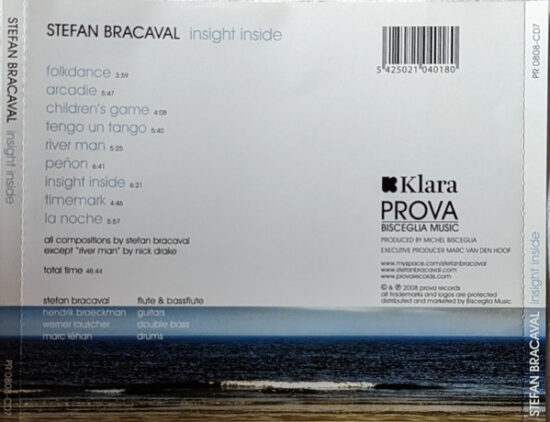 STEFAN BRACAVAL insight inside
STEFAN BRACAVAL insight inside
folkdance 3:59
arcadie 5:47
children's game 4:08
tengo un tango 5:40
river man 5:25
peñon 6:41
insight inside 6:21
timemark 4:46
la noche 5:57
all compositions by stefan bracaval
except "river man" by nick drake
total time 48:44
stefan bracaval flute & bassflute
hendrik braeckman guitars
werner lauscher double bass
marc léhan drums
5 425021 040180
Klara
PROVA
BISCEGLIA MUSIC
PRODUCED BY MICHEL BISCEGLIA
EXECUTIVE PRODUCER MARC VAN DEN HOOF
www.myspace.com/stefanbracaval
www.stefanbracaval.com
www.provarecords.com
© & ℗ 2008 prova records
all trademarks and logos are protected
distributed and marketed by Bisceglia Music
PR 0808-CD7
PR 0808-CD7
STEFAN BRACAVAL insight inside